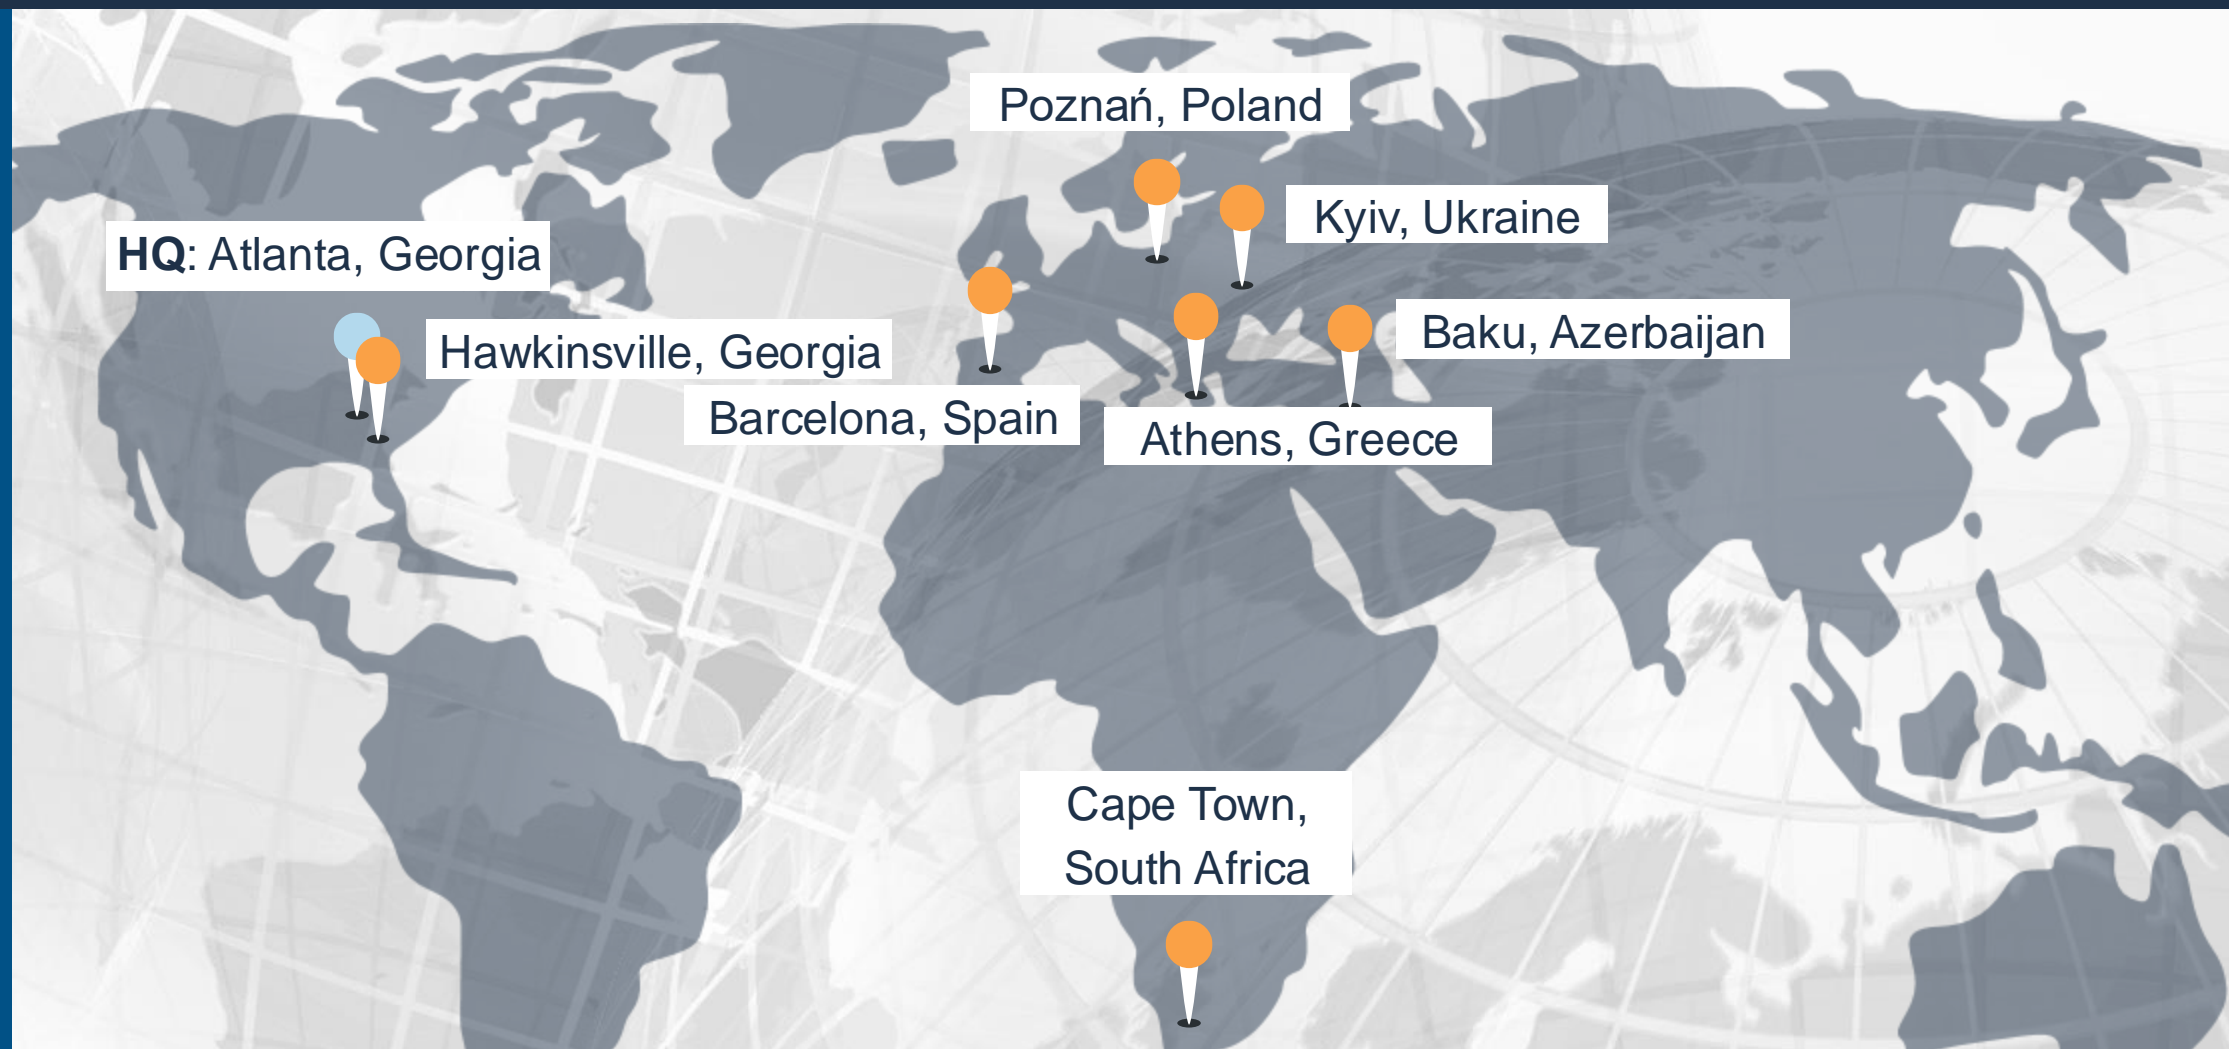 Poznań, Poland
Kyiv, Ukraine
HQ: Atlanta, Georgia
Hawkinsville, Georgia
Baku, Azerbaijan
Barcelona, Spain
Athens, Greece
Cape Town,
South Africa